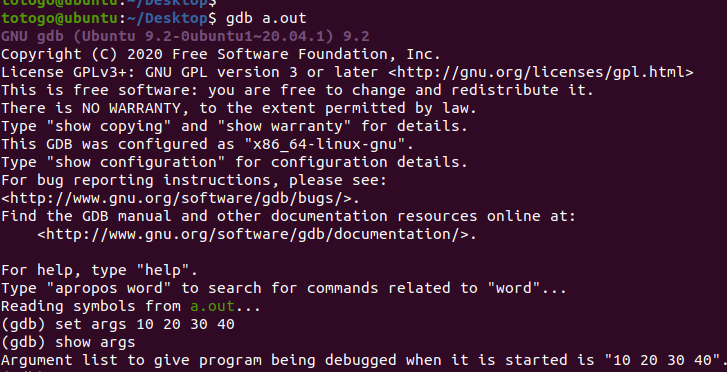 totogo@ubuntu:~/Desktop$
totogo@ubuntu:~/Desktop$ gdb a.out
GNU gdb (Ubuntu 9.2-0ubuntu1~20.04.1) 9.2
Copyright (C) 2020 Free Software Foundation, Inc.
License GPLv3+: GNU GPL version 3 or later <http://gnu.org/licenses/gpl.html>
This is free software: you are free to change and redistribute it.
There is NO WARRANTY, to the extent permitted by law.
Type "show copying" and "show warranty" for details.
This GDB was configured as "x86_64-linux-gnu".
Type "show configuration" for configuration details.
For bug reporting instructions, please see:
<http://www.gnu.org/software/gdb/bugs/>.
Find the GDB manual and other documentation resources online at:
    <http://www.gnu.org/software/gdb/documentation/>.

For help, type "help".
Type "apropos word" to search for commands related to "word"...
Reading symbols from a.out...
(gdb) set args 10 20 30 40
(gdb) show args
Argument list to give program being debugged when it is started is "10 20 30 40".